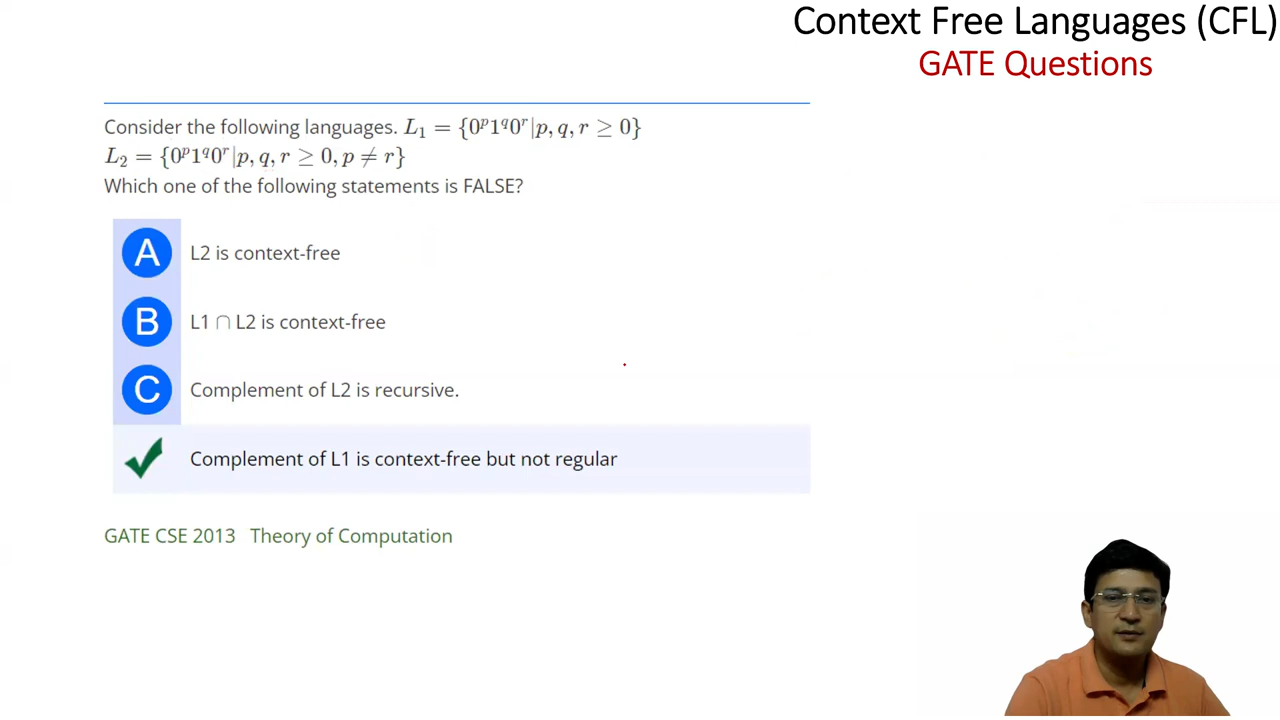 Context Free Languages (CFL)
GATE Questions
Consider the following languages. L₁ = {0ᵖ1^q0ʳ|p, q, r ≥ 0}
L₂ = {0ᵖ1^q0ʳ|p, q, r ≥ 0, p ≠ r}
Which one of the following statements is FALSE?
A L2 is context-free
B L1 ∩ L2 is context-free
C Complement of L2 is recursive.
Complement of L1 is context-free but not regular
GATE CSE 2013 Theory of Computation